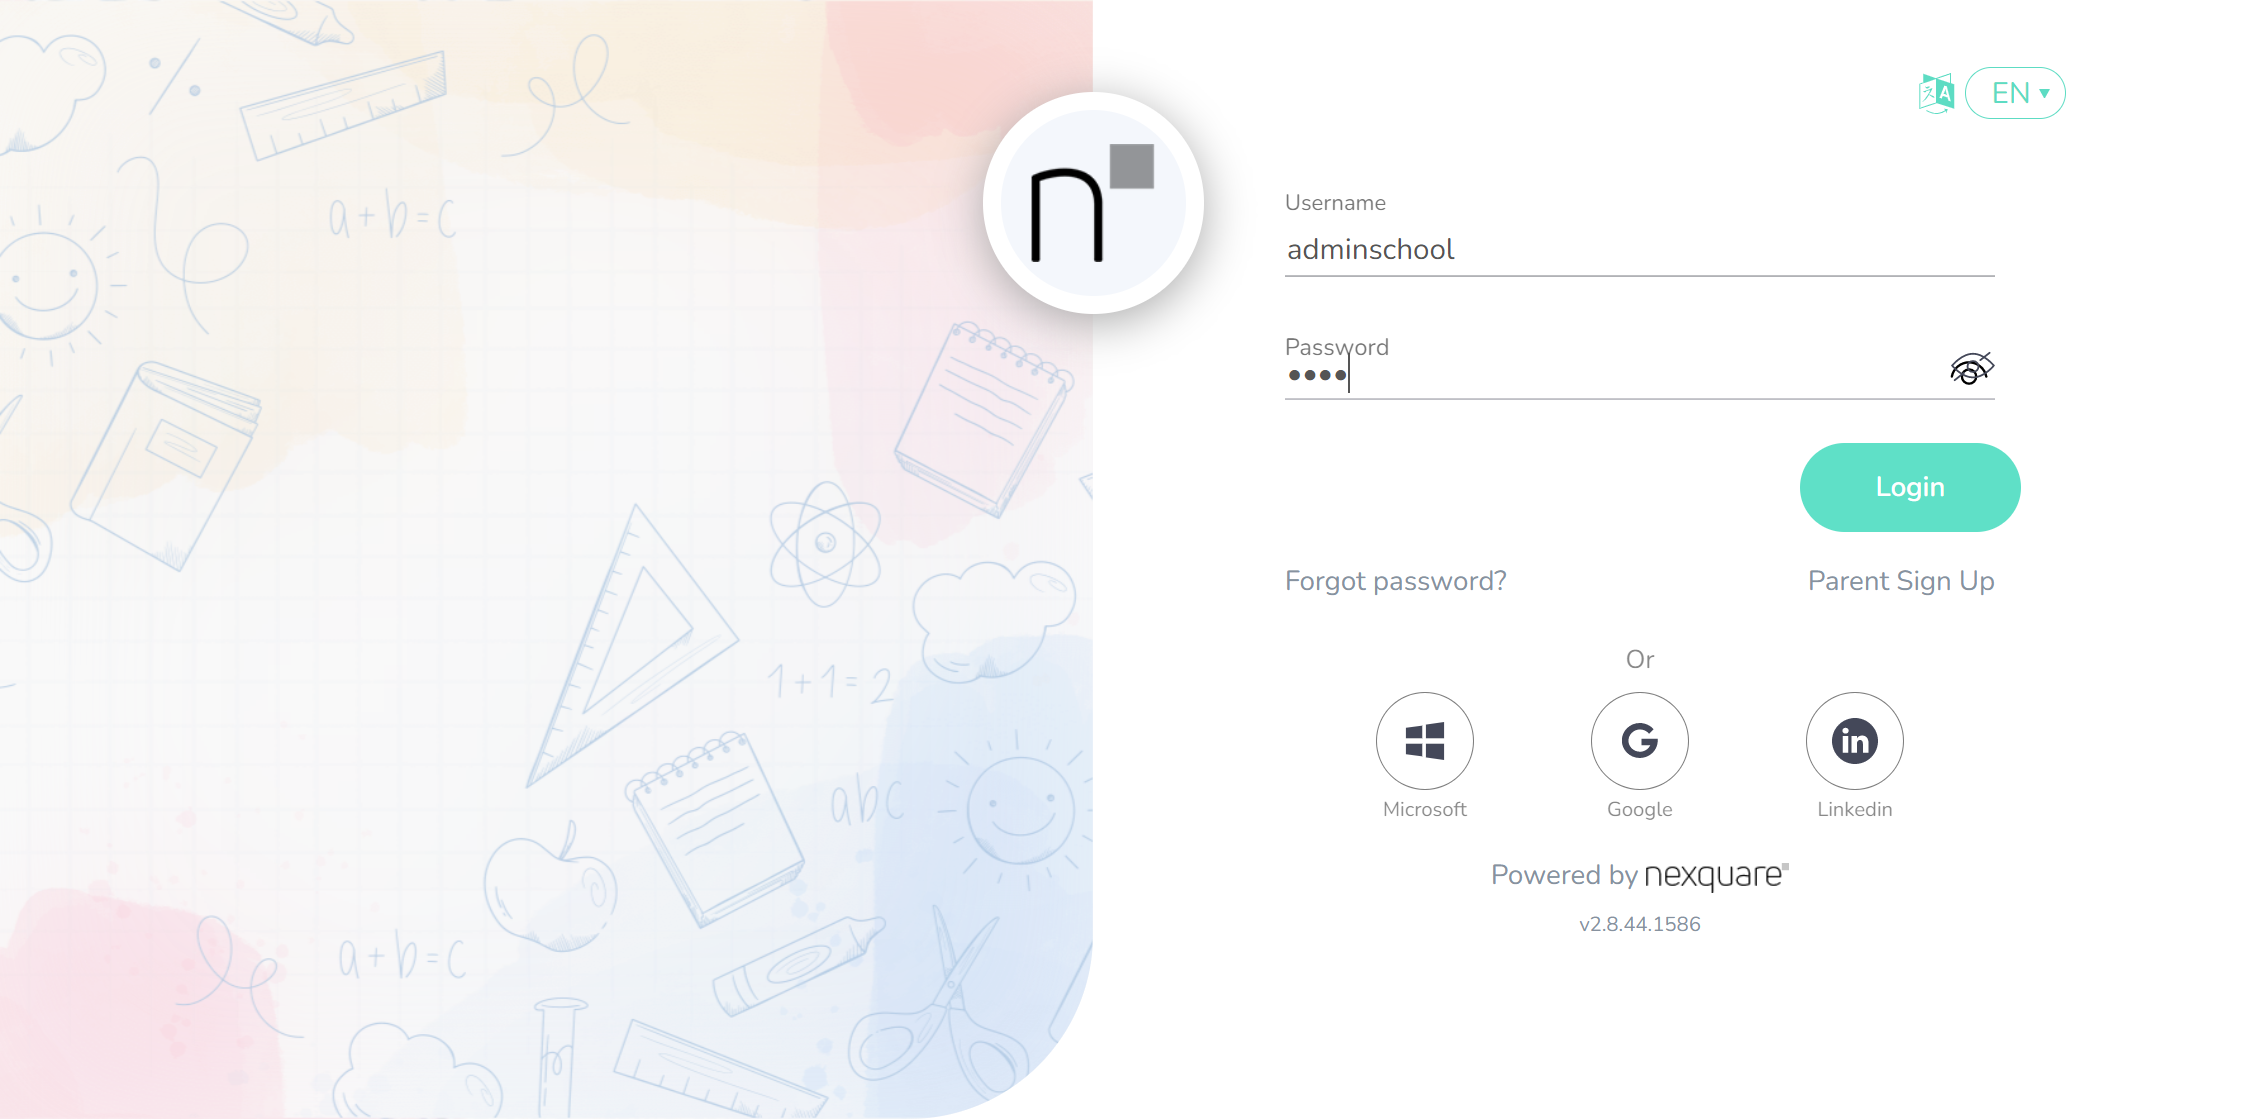 EN
Username
adminschool
Password
Login
Forgot password?
Parent Sign Up
Or
Microsoft
Google
Linkedin
Powered by nexquare
v2.8.44.1586
n
a + b = c
1 + 1 = 2
abc
a + b = c